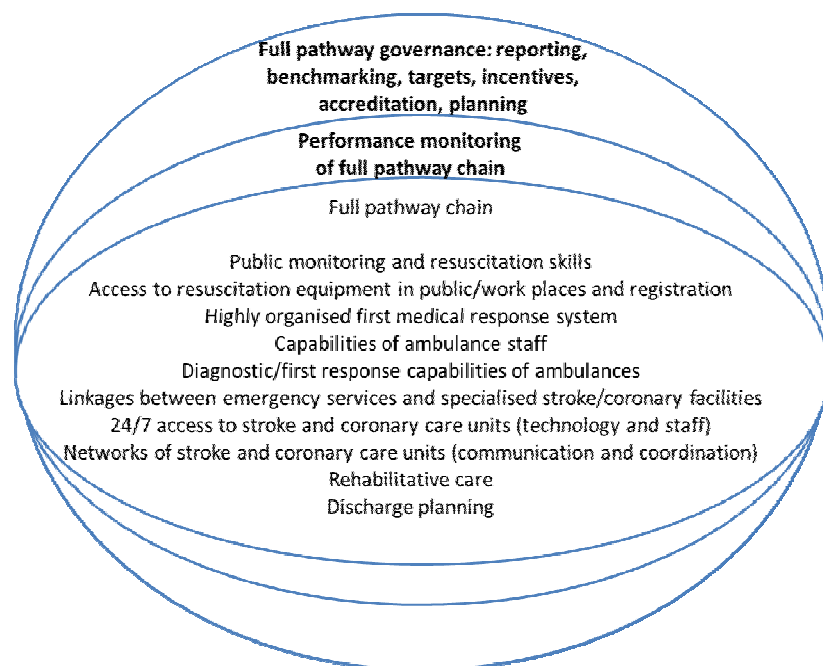 Full pathway governance: reporting,
benchmarking, targets, incentives,
accreditation, planning
Performance monitoring
of full pathway chain
Full pathway chain
Public monitoring and resuscitation skills
Access to resuscitation equipment in public/work places and registration
Highly organised first medical response system
Capabilities of ambulance staff
Diagnostic/first response capabilities of ambulances
Linkages between emergency services and specialised stroke/coronary facilities
24/7 access to stroke and coronary care units (technology and staff)
Networks of stroke and coronary care units (communication and coordination)
Rehabilitative care
Discharge planning